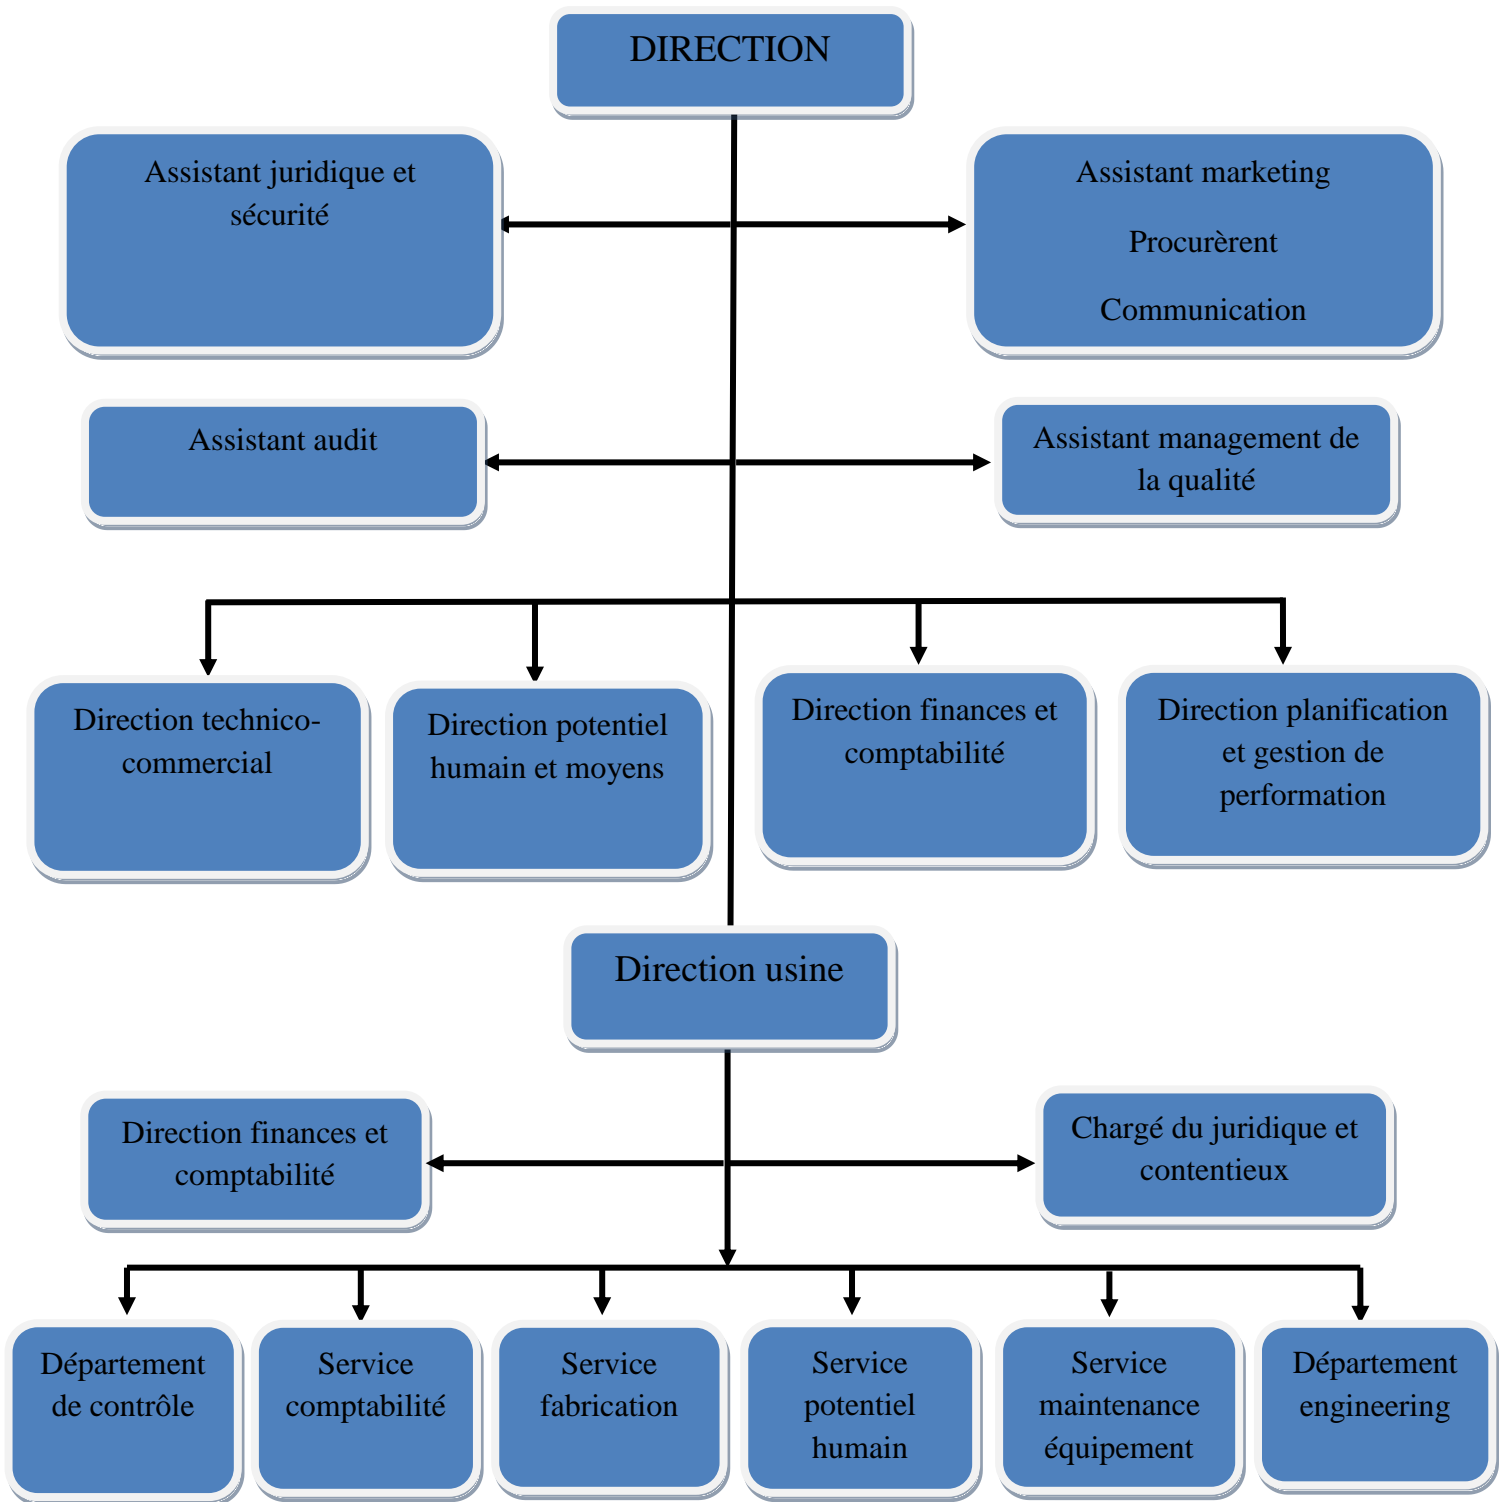 DIRECTION
Assistant juridique et
sécurité
Assistant marketing
Procurèrent
Communication
Assistant audit
Assistant management de
la qualité
Direction technico-
commercial
Direction potentiel
humain et moyens
Direction finances et
comptabilité
Direction planification
et gestion de
performation
Direction usine
Direction finances et
comptabilité
Chargé du juridique et
contentieux
Département
de contrôle
Service
comptabilité
Service
fabrication
Service
potentiel
humain
Service
maintenance
équipement
Département
engineering